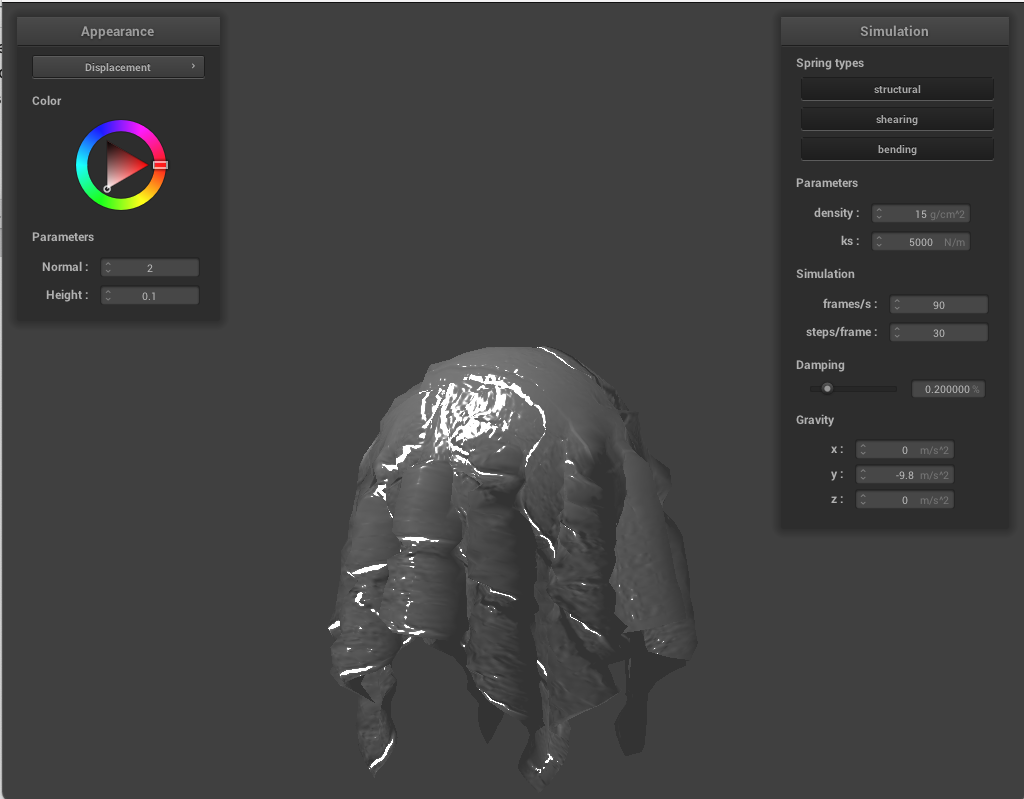 Appearance
Displacement
Color
Parameters
Normal :
2
Height :
0.1
Simulation
Spring types
structural
shearing
bending
Parameters
density :
15 g/cm^2
ks :
5000 N/m
Simulation
frames/s :
90
steps/frame :
30
Damping
0.200000 %
Gravity
x :
0 m/s^2
y :
-9.8 m/s^2
z :
0 m/s^2